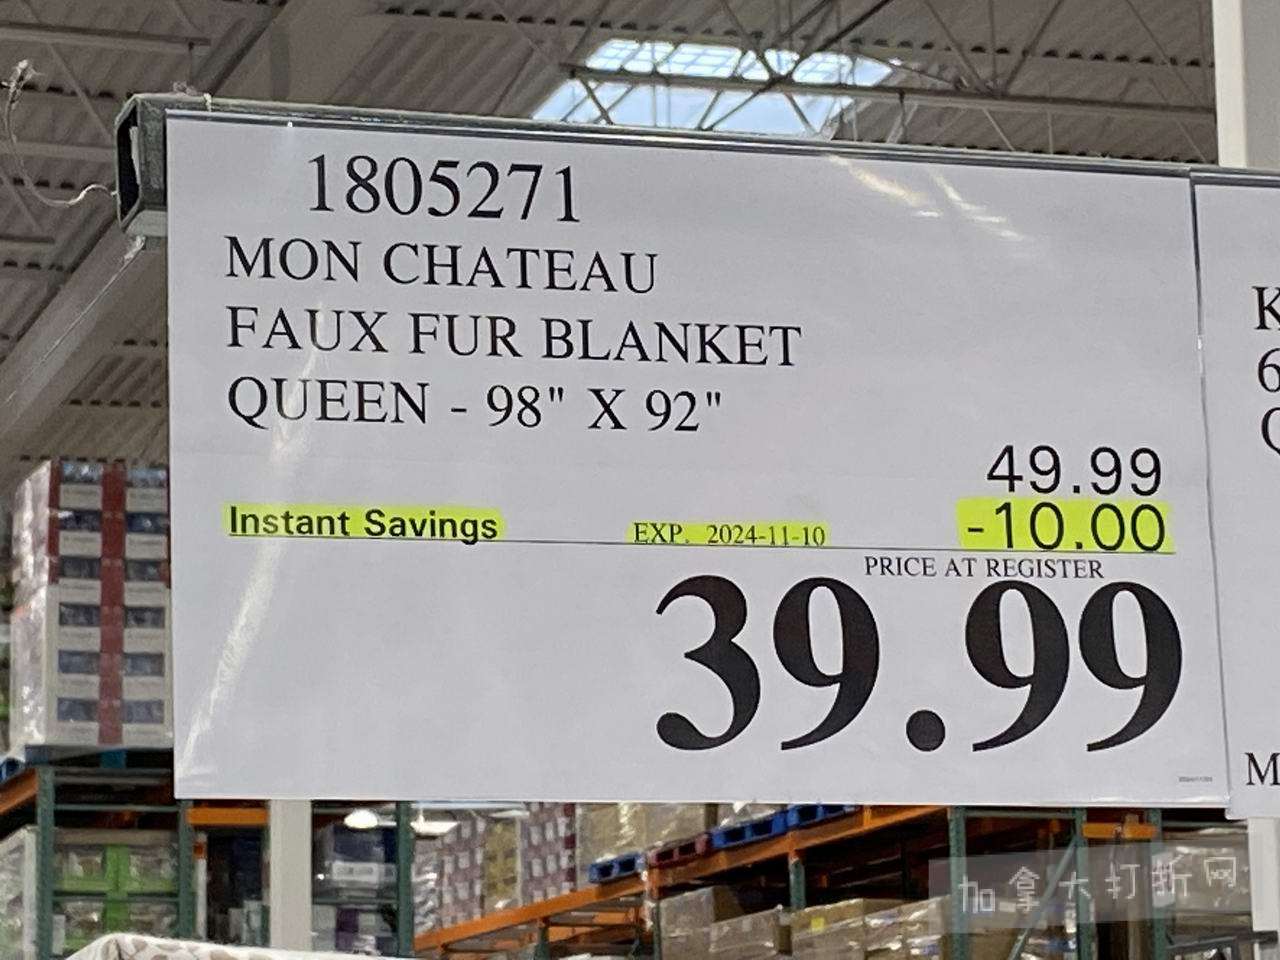 1805271
MON CHATEAU
FAUX FUR BLANKET
QUEEN - 98" X 92"
49.99
Instant Savings EXP. 2024-11-10 -10.00
PRICE AT REGISTER
39.99
K
6
Q
M
加拿大打折网